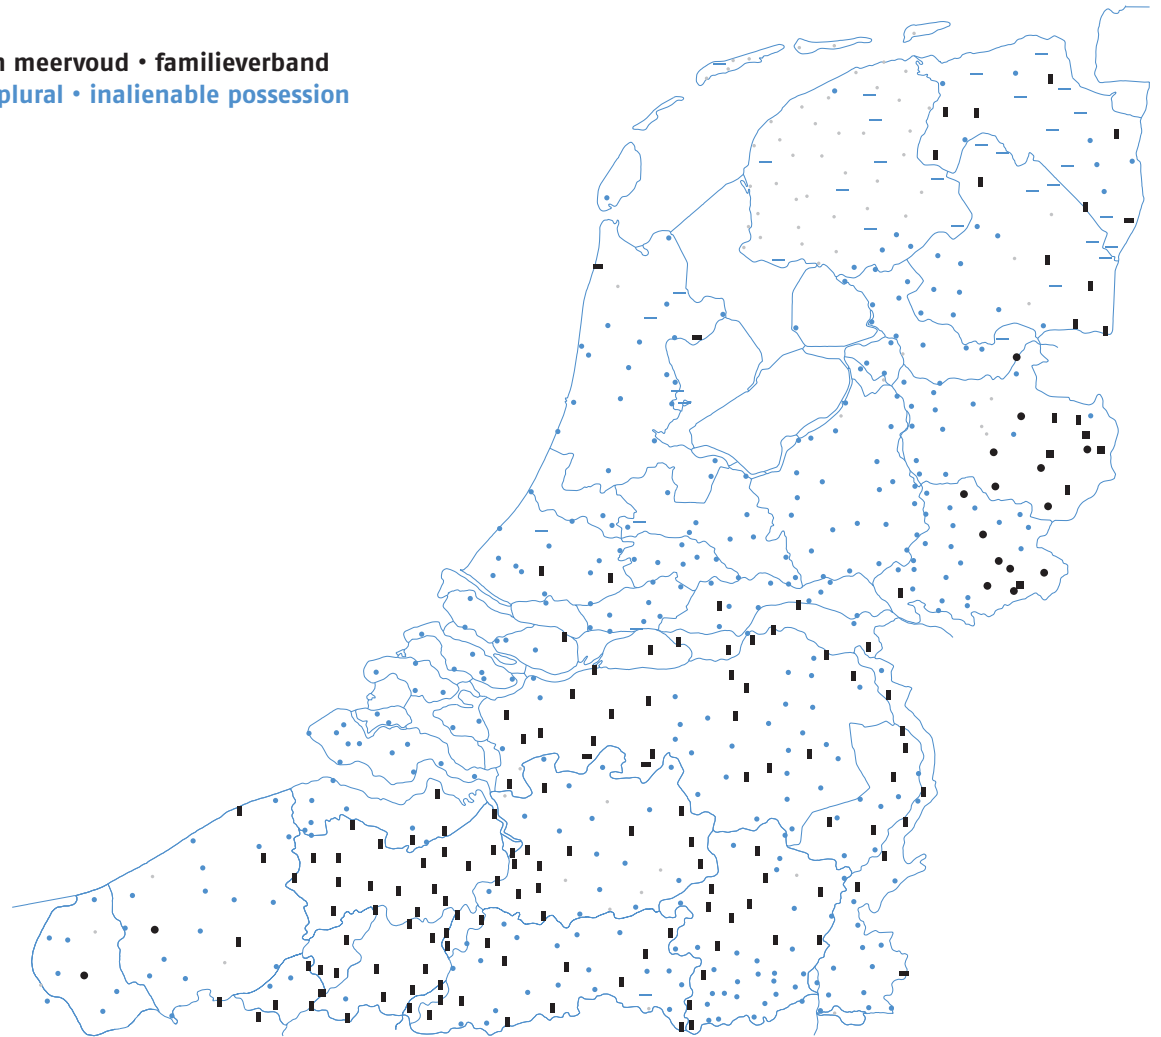 n meervoud • familieverband
plural • inalienable possession